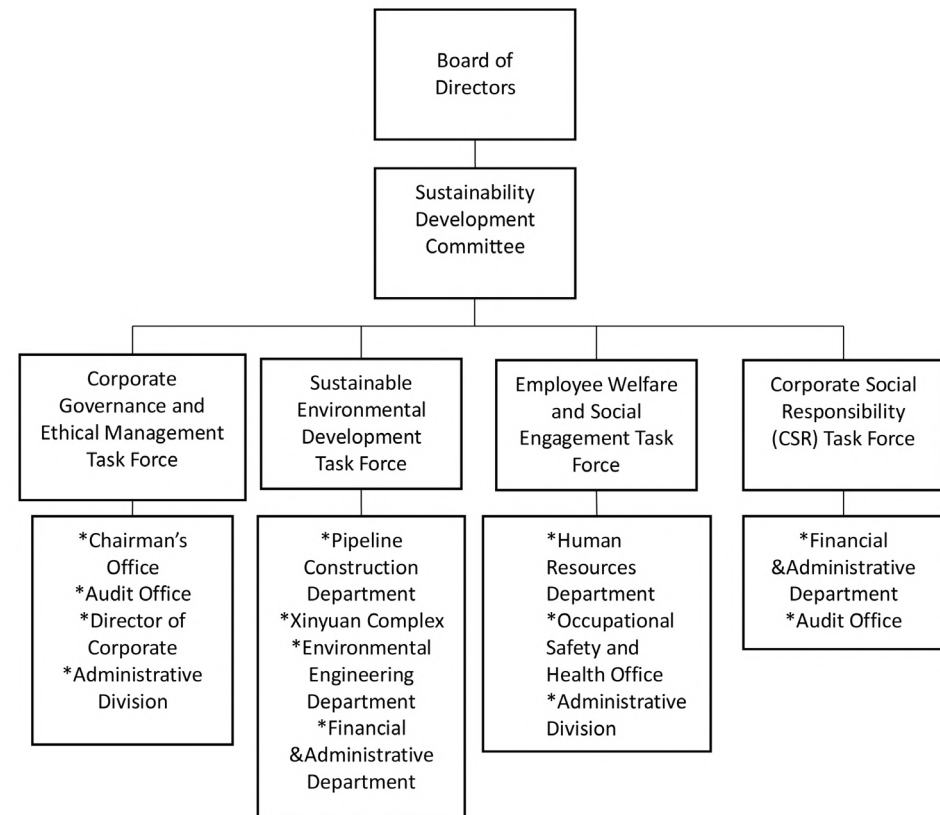 Board of
Directors
Sustainability
Development
Committee
Corporate
Governance and
Ethical Management
Task Force
Sustainable
Environmental
Development
Task Force
Employee Welfare
and Social
Engagement Task
Force
Corporate Social
Responsibility
(CSR) Task Force
*Chairman's
Office
*Audit Office
*Director of
Corporate
*Administrative
Division
*Pipeline
Construction
Department
*Xinyuan Complex
*Environmental
Engineering
Department
*Financial
&Administrative
Department
*Human
Resources
Department
*Occupational
Safety and
Health Office
*Administrative
Division
*Financial
&Administrative
Department
*Audit Office